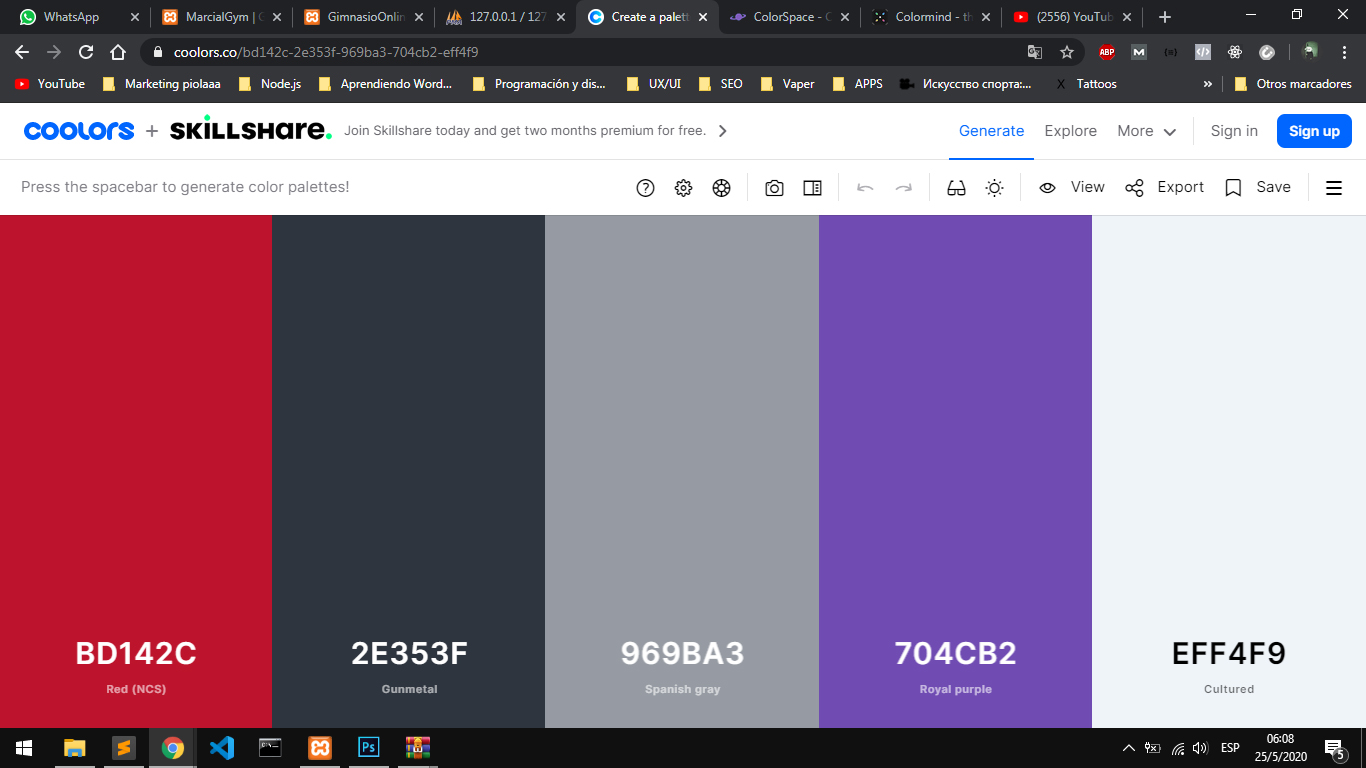 WhatsApp
MarcialGym | G
GimnasioOnlin
127.0.0.1 / 127
Create a palett
ColorSpace - C
Colormind - th
(2556) YouTub
coolors.co/bd142c-2e353f-969ba3-704cb2-eff4f9
ABP
M
YouTube
Marketing piolaaa
Node.js
Aprendiendo Word...
Programación y dis...
UX/UI
SEO
Vaper
APPS
Искусство спорта:...
X Tattoos
»
Otros marcadores
coolors + SKILLSHARE.
Join Skillshare today and get two months premium for free.
Generate
Explore
More
Sign in
Sign up
Press the spacebar to generate color palettes!
View
Export
Save
BD142C
Red (NCS)
2E353F
Gunmetal
969BA3
Spanish gray
704CB2
Royal purple
EFF4F9
Cultured
Ps
ESP
06:08
25/5/2020
5